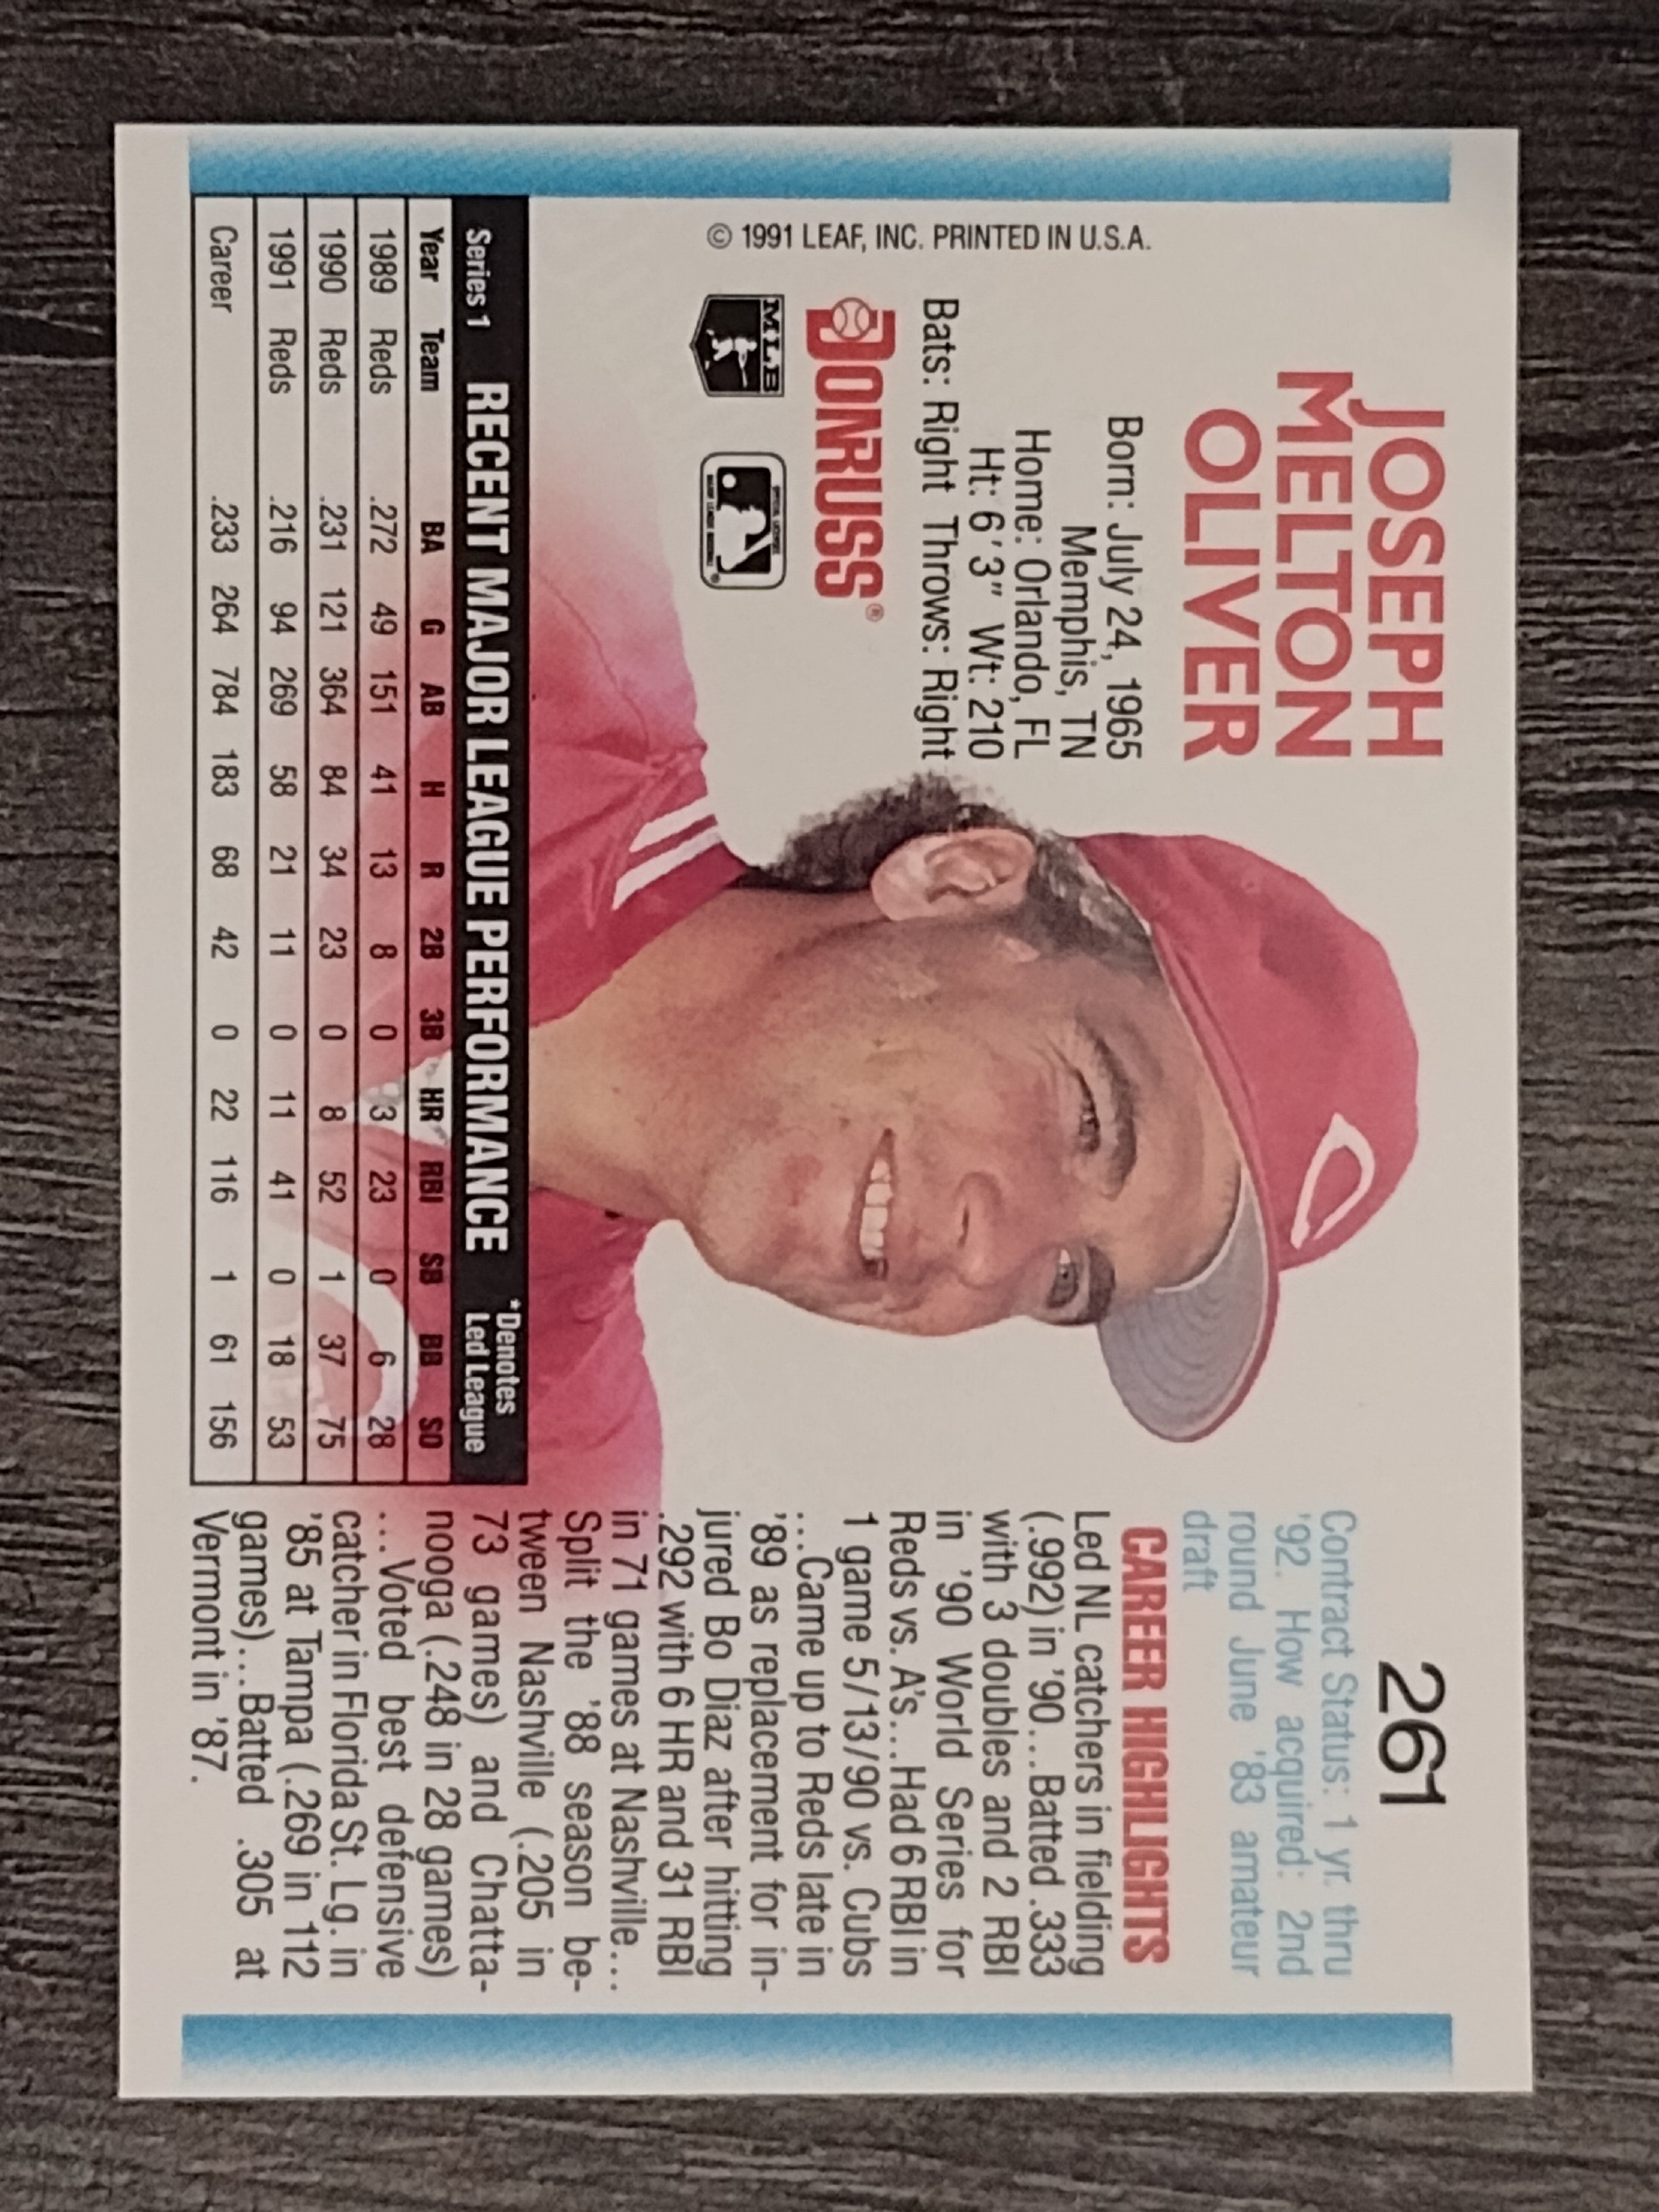 JOSEPH
MELTON
OLIVER
Born: July 24, 1965
Memphis, TN
Home: Orlando, FL
Ht: 6'3" Wt: 210
Bats: Right Throws: Right
DONRUSS®
MLB
© 1991 LEAF, INC. PRINTED IN U.S.A.
261
Contract Status: 1 yr. thru
'92. How acquired: 2nd
round June '83 amateur
draft
CAREER HIGHLIGHTS
Led NL catchers in fielding
(.992) in '90...Batted .333
with 3 doubles and 2 RBI
in '90 World Series for
Reds vs. A's...Had 6 RBI in
1 game 5/13/90 vs. Cubs
...Came up to Reds late in
'89 as replacement for in-
jured Bo Diaz after hitting
.292 with 6 HR and 31 RBI
in 71 games at Nashville...
Split the '88 season be-
tween Nashville (.205 in
73 games) and Chatta-
nooga (.248 in 28 games)
...Voted best defensive
catcher in Florida St. Lg. in
'85 at Tampa (.269 in 112
games)...Batted .305 at
Vermont in '87.
Series 1 RECENT MAJOR LEAGUE PERFORMANCE *Denotes
Led League
Year Team BA G AB H R 2B 3B HR RBI SB BB SO
1989 Reds .272 49 151 41 13 8 0 3 23 0 6 28
1990 Reds .231 121 364 84 34 23 0 8 52 1 37 75
1991 Reds .216 94 269 58 21 11 0 11 41 0 18 53
Career .233 264 784 183 68 42 0 22 116 1 61 156